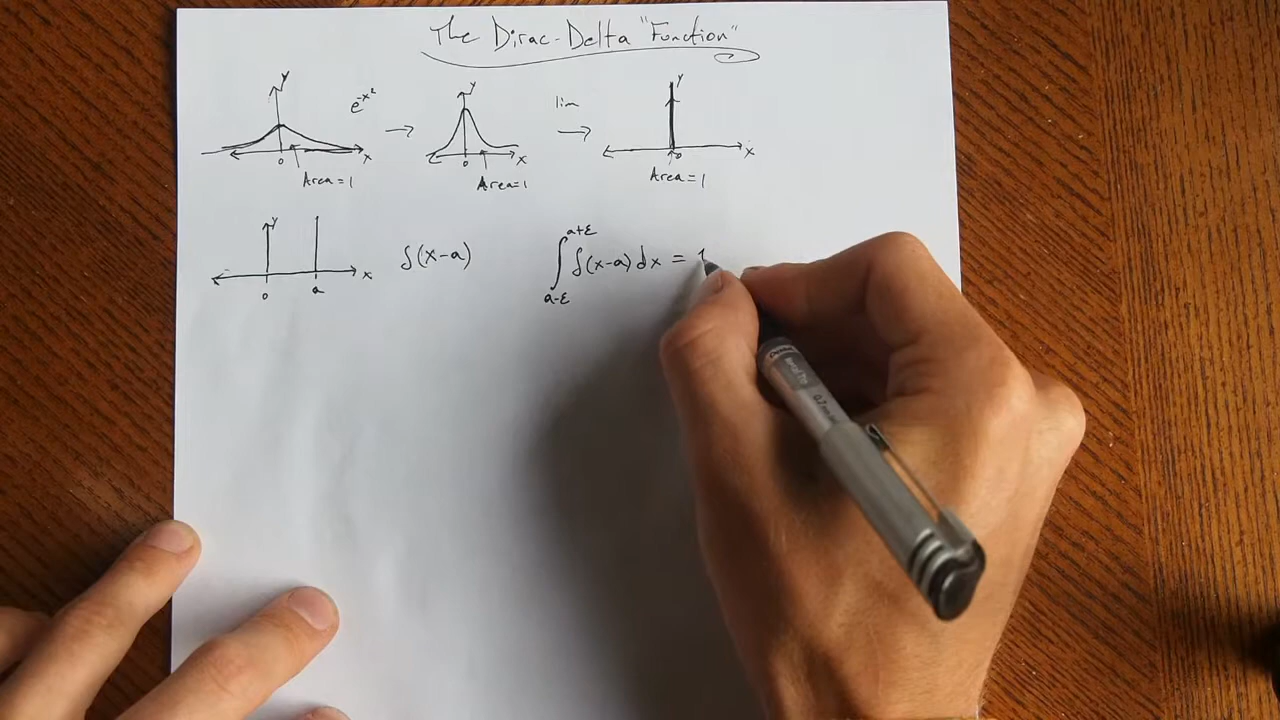 The Dirac-Delta "Function"
y y y
e^-x² → lim →
0 x 0 x 0 x
Area=1 Area=1 Area=1
y
0 a x
δ(x-a)
∫_{a-ε}^{a+ε} δ(x-a) dx = 1